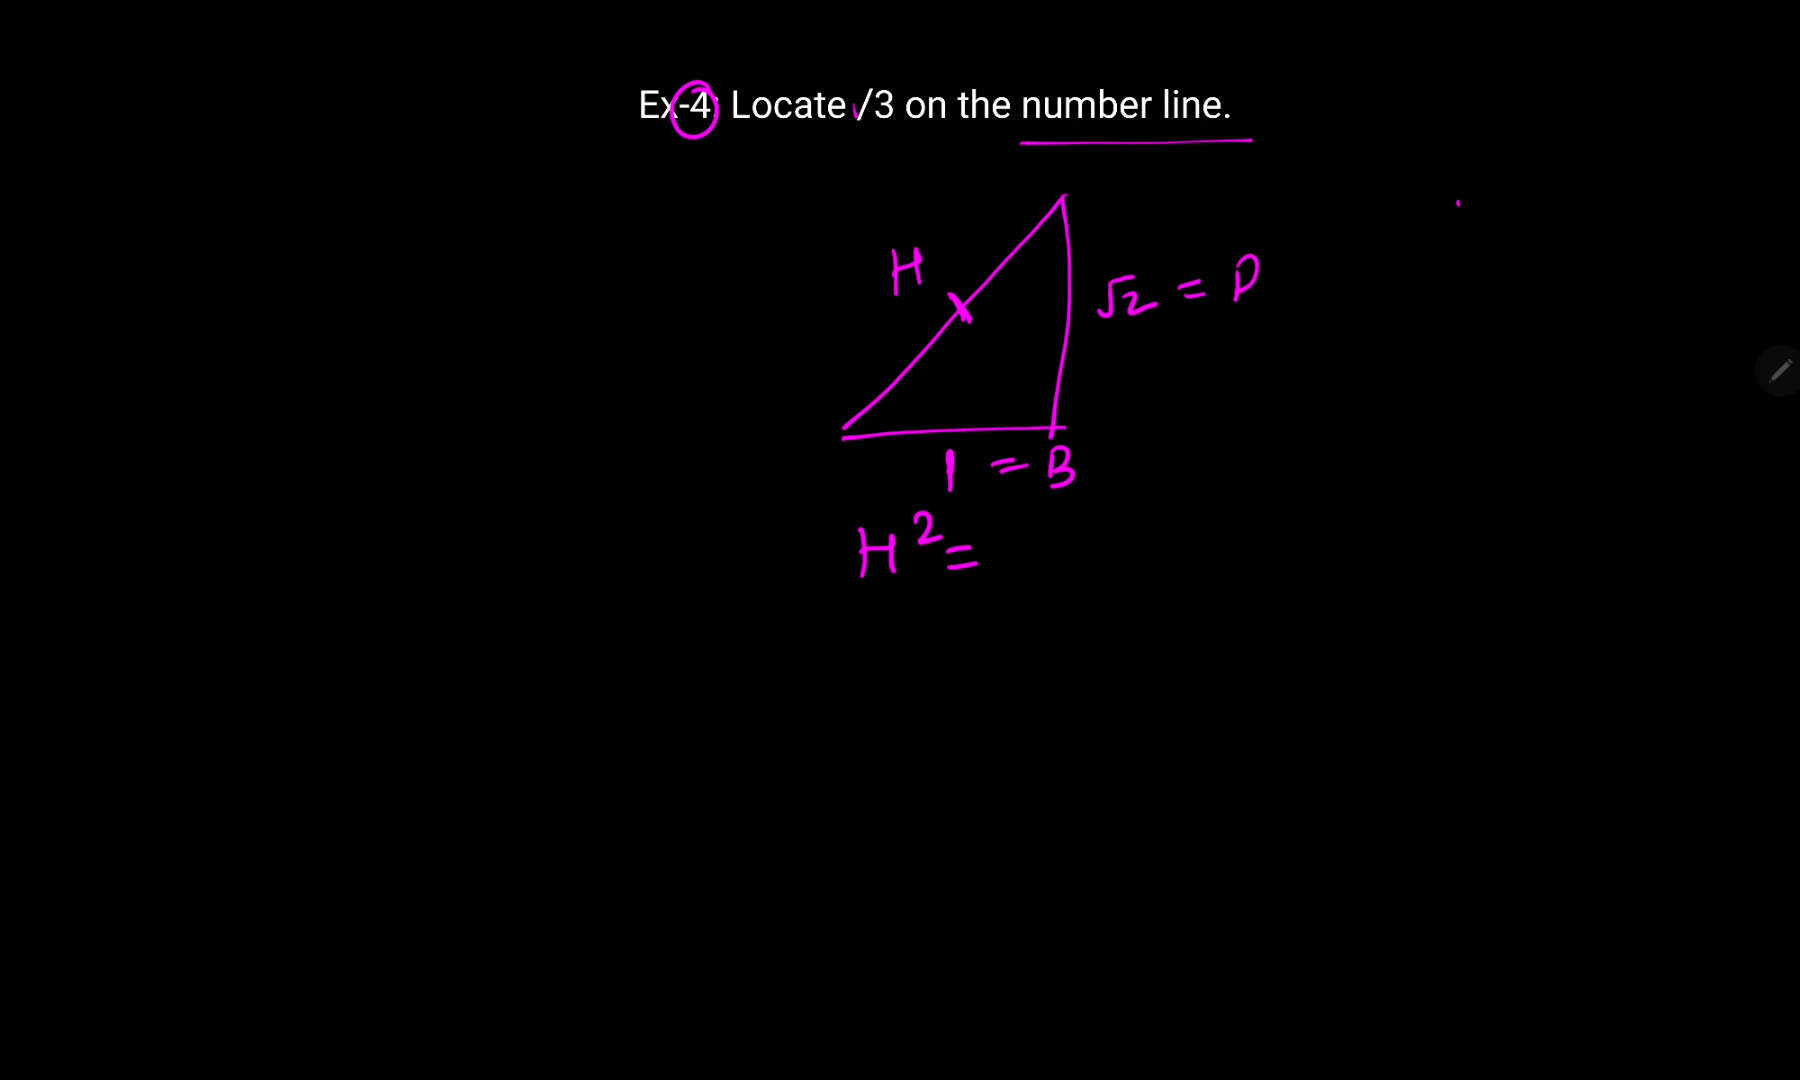 Ex-4: Locate √3 on the number line.
H
√2 = P
1 = B
H² =